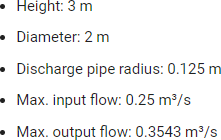 • Height: 3 m
• Diameter: 2 m
• Discharge pipe radius: 0.125 m
• Max. input flow: 0.25 m³/s
• Max. output flow: 0.3543 m³/s